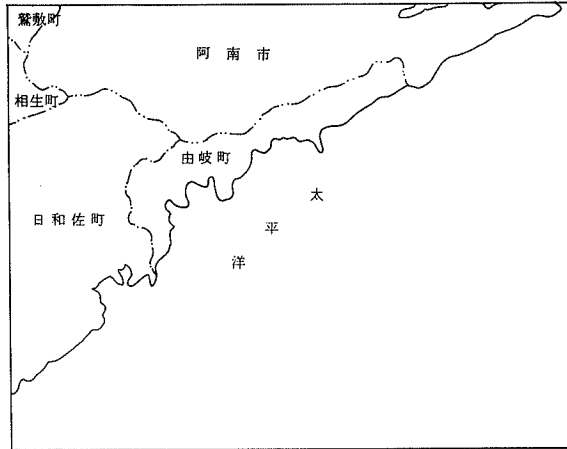 鷲敷町
阿南市
相生町
由岐町
日和佐町
太平洋